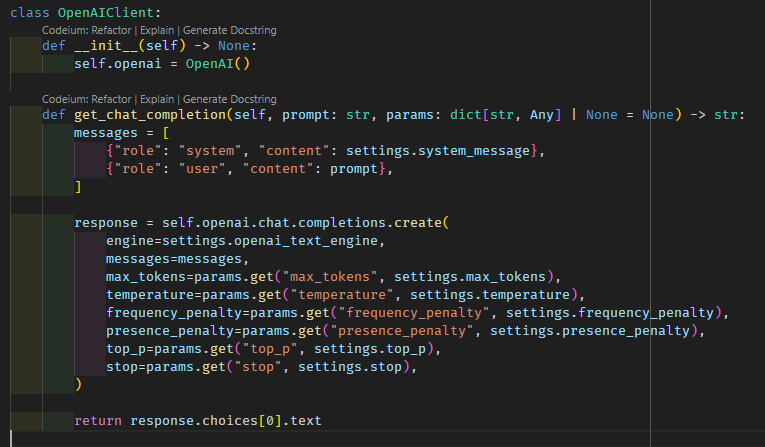 class OpenAIClient:
Codeium: Refactor | Explain | Generate Docstring
def __init__(self) -> None:
self.openai = OpenAI()
Codeium: Refactor | Explain | Generate Docstring
def get_chat_completion(self, prompt: str, params: dict[str, Any] | None = None) -> str:
messages = [
{"role": "system", "content": settings.system_message},
{"role": "user", "content": prompt},
]
response = self.openai.chat.completions.create(
engine=settings.openai_text_engine,
messages=messages,
max_tokens=params.get("max_tokens", settings.max_tokens),
temperature=params.get("temperature", settings.temperature),
frequency_penalty=params.get("frequency_penalty", settings.frequency_penalty),
presence_penalty=params.get("presence_penalty", settings.presence_penalty),
top_p=params.get("top_p", settings.top_p),
stop=params.get("stop", settings.stop),
)
return response.choices[0].text